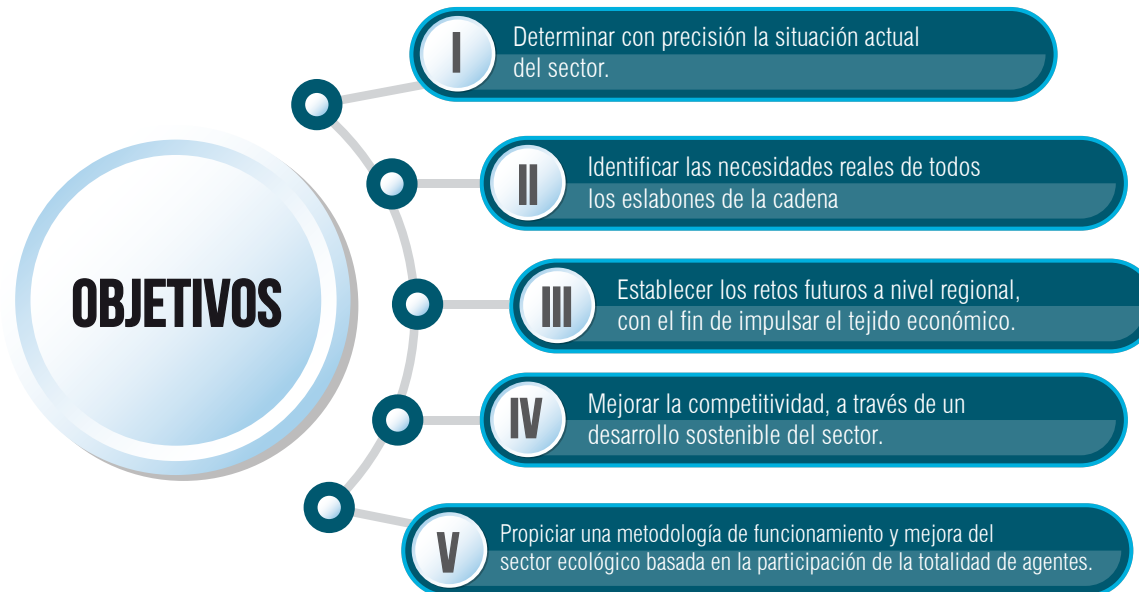 OBJETIVOS
I
Determinar con precisión la situación actual
del sector.
II
Identificar las necesidades reales de todos
los eslabones de la cadena
III
Establecer los retos futuros a nivel regional,
con el fin de impulsar el tejido económico.
IV
Mejorar la competitividad, a través de un
desarrollo sostenible del sector.
V
Propiciar una metodología de funcionamiento y mejora del
sector ecológico basada en la participación de la totalidad de agentes.